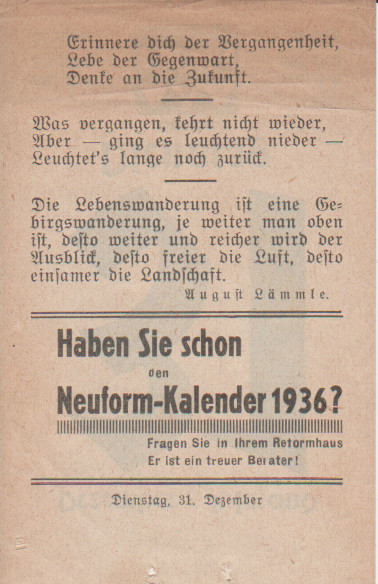 Erinnere dich der Vergangenheit,
Lebe der Gegenwart,
Denke an die Zukunft.
Was vergangen, kehrt nicht wieder,
Aber — ging es leuchtend nieder —
Leuchtet's lange noch zurück.
Die Lebenswanderung ist eine Ge-
birgswanderung, je weiter man oben
ist, desto weiter und reicher wird der
Ausblick, desto freier die Luft, desto
einsamer die Landschaft.
August Lämmle.
Haben Sie schon
den
Neuform-Kalender 1936?
Fragen Sie in Ihrem Reformhaus
Er ist ein treuer Berater!
Dienstag, 31. Dezember